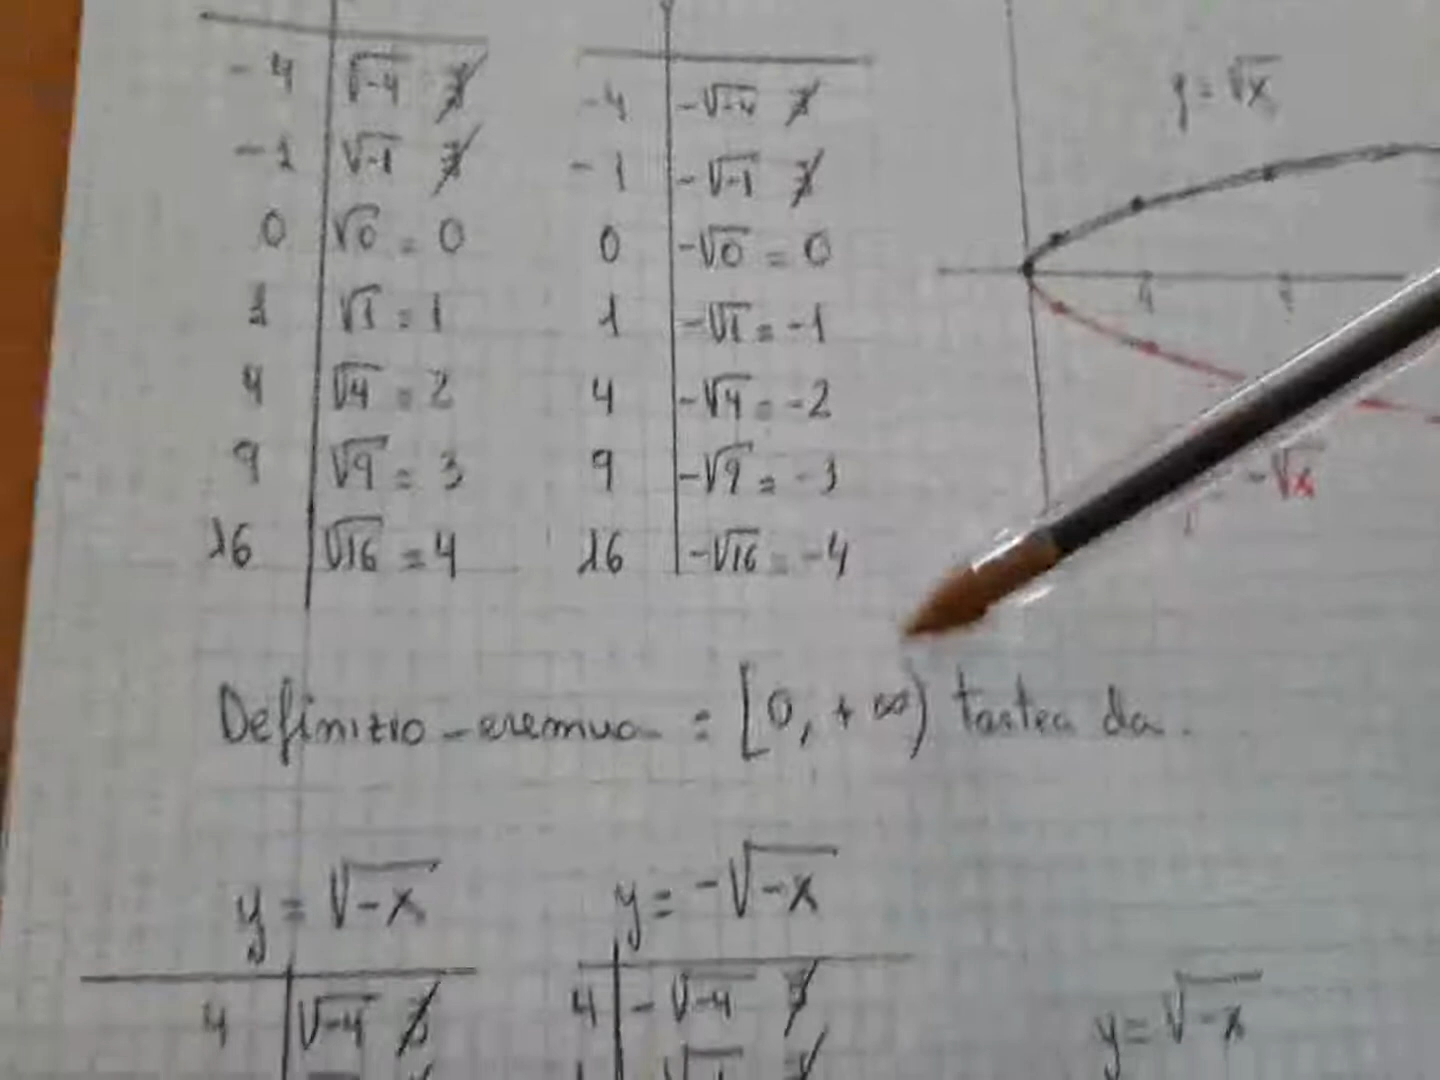 -4 √-4 ∄ -4 -√-4 ∄ y = √x
-1 √-1 ∄ -1 -√-1 ∄
0 √0 = 0 0 -√0 = 0
1 √1 = 1 1 -√1 = -1 4
4 √4 = 2 4 -√4 = -2
9 √9 = 3 9 -√9 = -3 -√x
16 √16 = 4 16 -√16 = -4
Definizio-eremua = [0, +∞) tartea da.
y = √-x y = -√-x
4 √-4 ∄ 4 -√-4 ∄ y = √-x